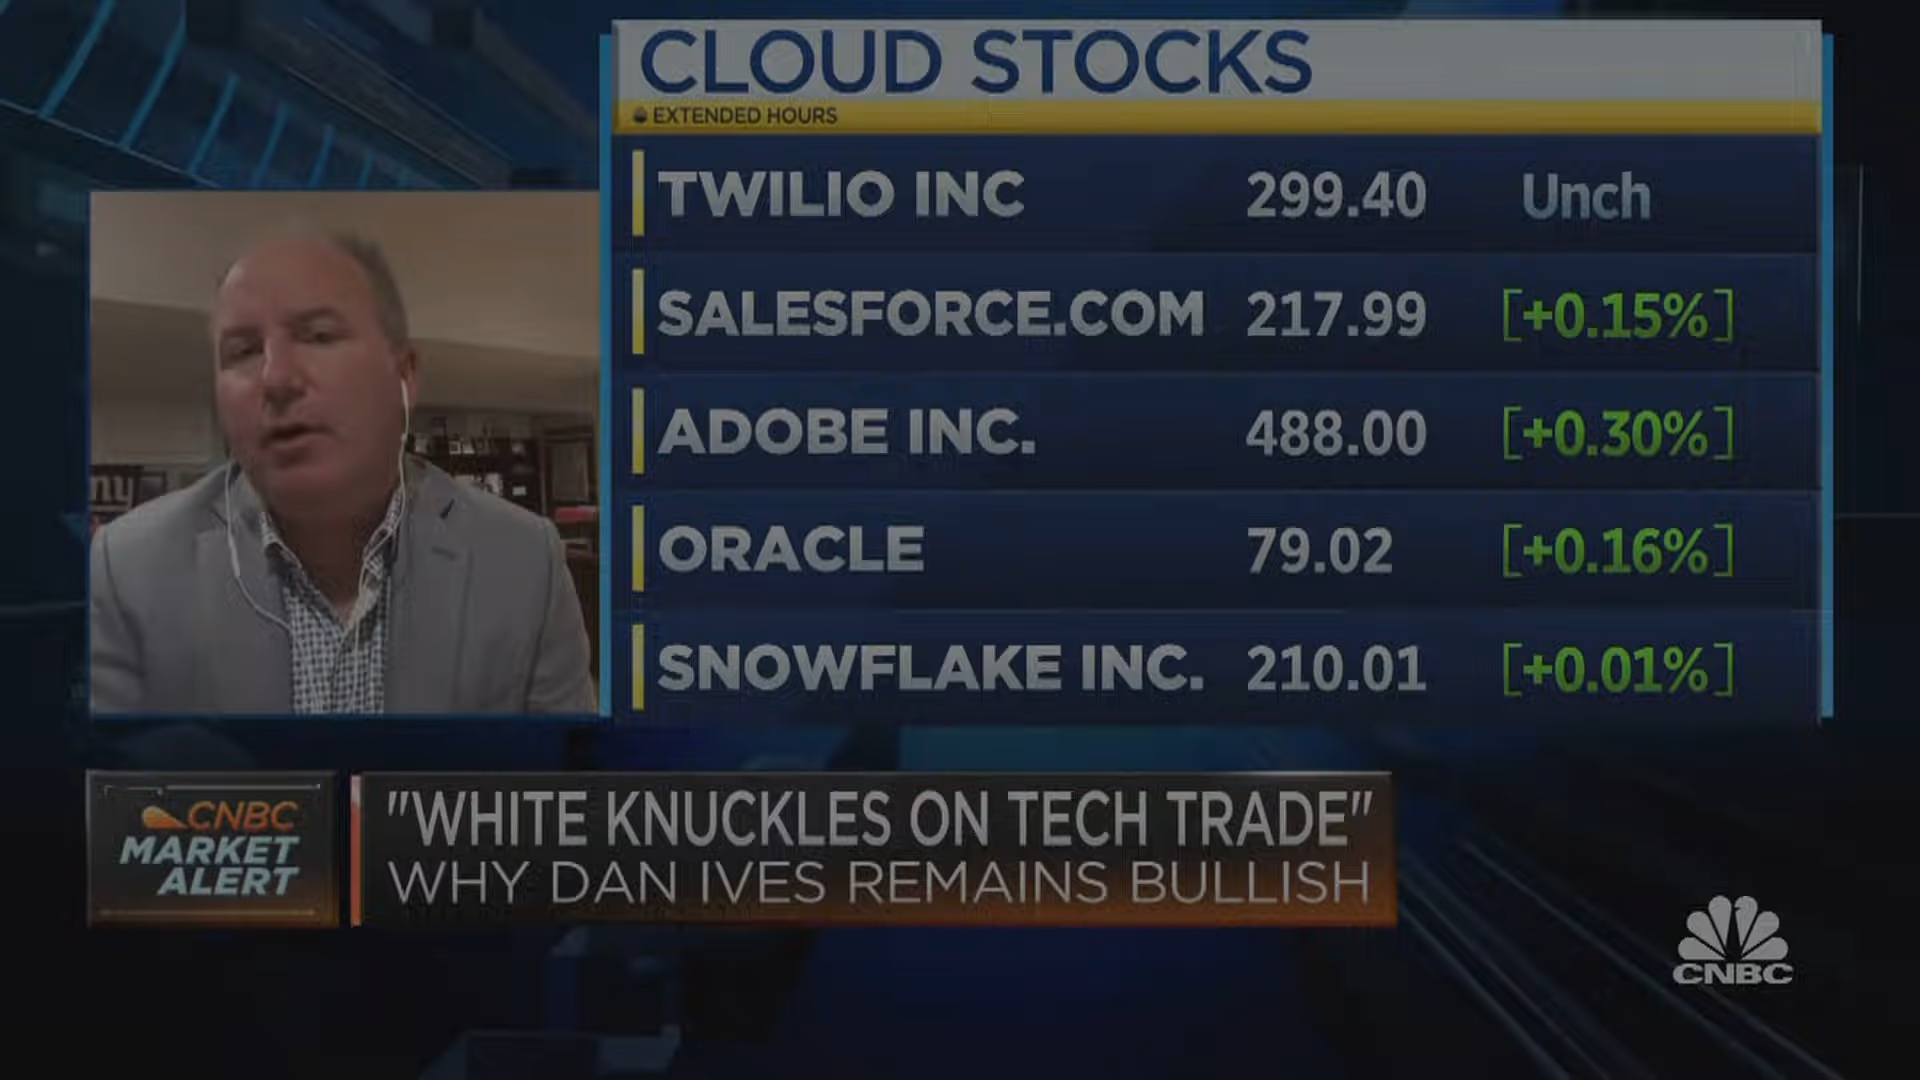 CLOUD STOCKS
EXTENDED HOURS
TWILIO INC 299.40 Unch
SALESFORCE.COM 217.99 [+0.15%]
ADOBE INC. 488.00 [+0.30%]
ORACLE 79.02 [+0.16%]
SNOWFLAKE INC. 210.01 [+0.01%]
ny
CNBC
MARKET
ALERT
"WHITE KNUCKLES ON TECH TRADE"
WHY DAN IVES REMAINS BULLISH
CNBC